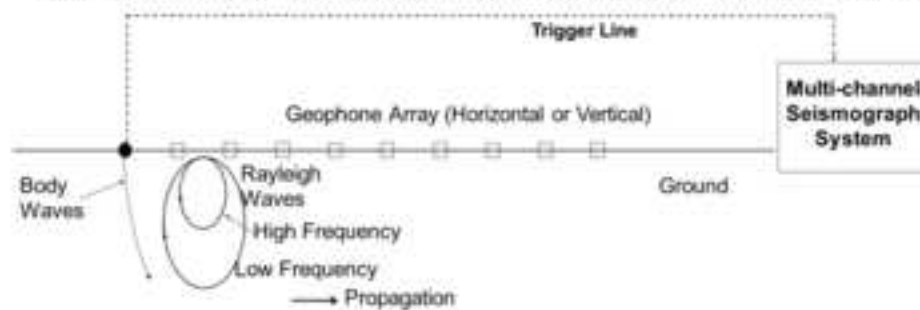 Trigger Line
Multi-channel
Seismograph
System
Geophone Array (Horizontal or Vertical)
Body
Waves
Rayleigh
Waves
Ground
High Frequency
Low Frequency
Propagation